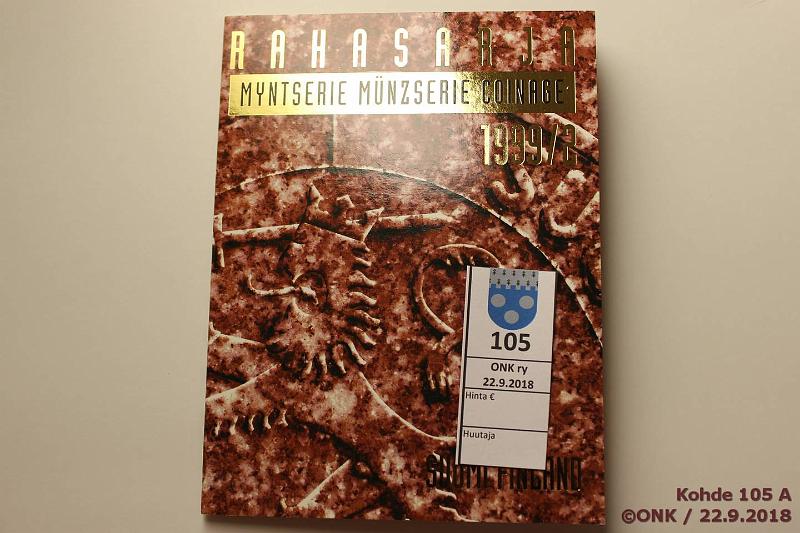 RAHASARJA
MYNTSERIE MÜNZSERIE COINAGE
1999/2
105
ONK ry
22.9.2018
Hinta €
Huutaja
SUOMI FINLAND
Kohde 105 A
©ONK / 22.9.2018